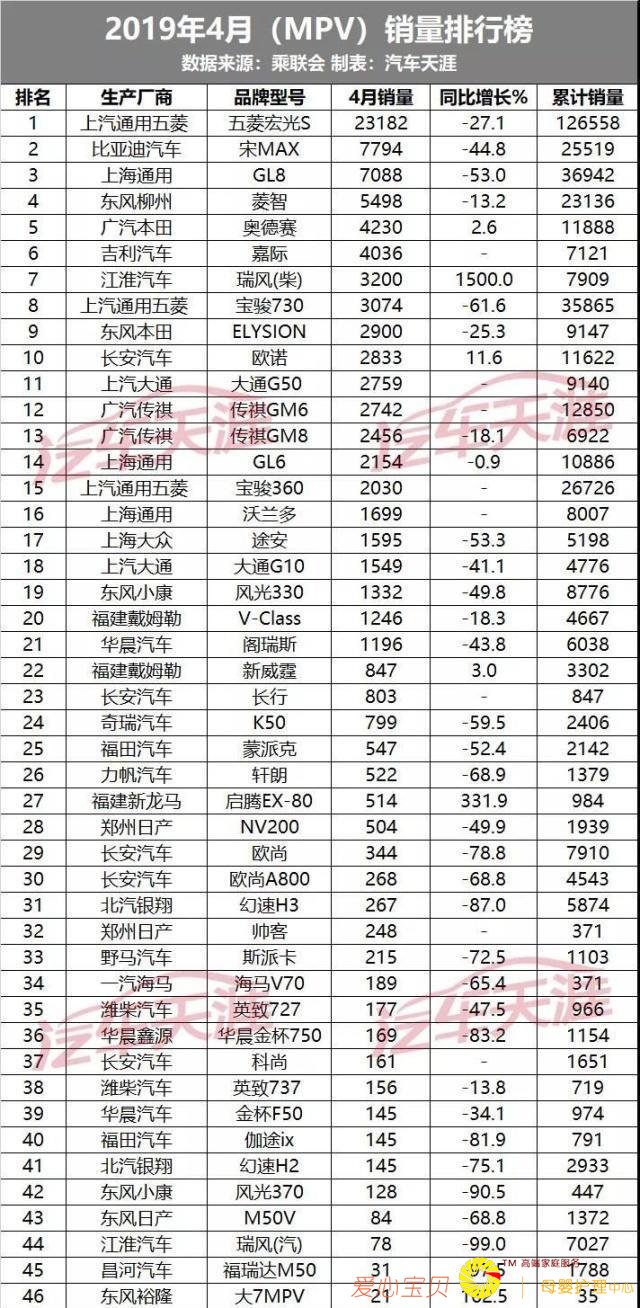 2019年4月（MPV）销量排行榜
数据来源：乘联会 制表：汽车天涯
排名 生产厂商 品牌型号 4月销量 同比增长% 累计销量
1 上汽通用五菱 五菱宏光S 23182 -27.1 126558
2 比亚迪汽车 宋MAX 7794 -44.8 25519
3 上海通用 GL8 7088 -53.0 36942
4 东风柳州 菱智 5498 -13.2 23136
5 广汽本田 奥德赛 4230 2.6 11888
6 吉利汽车 嘉际 4036 - 7121
7 江淮汽车 瑞风(柴) 3200 1500.0 7909
8 上汽通用五菱 宝骏730 3074 -61.6 35865
9 东风本田 ELYSION 2900 -25.3 9147
10 长安汽车 欧诺 2833 11.6 11622
11 上汽大通 大通G50 2759 - 9140
12 广汽传祺 传祺GM6 2742 - 12850
13 广汽传祺 传祺GM8 2456 -18.1 6922
14 上海通用 GL6 2154 -0.9 10886
15 上汽通用五菱 宝骏360 2030 - 26726
16 上海通用 沃兰多 1699 - 8007
17 上海大众 途安 1595 -53.3 5198
18 上汽大通 大通G10 1549 -41.1 4776
19 东风小康 风光330 1332 -49.8 8776
20 福建戴姆勒 V-Class 1246 -18.3 4667
21 华晨汽车 阁瑞斯 1196 -43.8 6038
22 福建戴姆勒 新威霆 847 3.0 3302
23 长安汽车 长行 803 - 847
24 奇瑞汽车 K50 799 -59.5 2406
25 福田汽车 蒙派克 547 -52.4 2142
26 力帆汽车 轩朗 522 -68.9 1379
27 福建新龙马 启腾EX-80 514 331.9 984
28 郑州日产 NV200 504 -49.9 1939
29 长安汽车 欧尚 344 -78.8 7910
30 长安汽车 欧尚A800 268 -68.8 4543
31 北汽银翔 幻速H3 267 -87.0 5874
32 郑州日产 帅客 248 - 371
33 野马汽车 斯派卡 215 -72.5 1103
34 一汽海马 海马V70 189 -65.4 371
35 潍柴汽车 英致727 177 -47.5 966
36 华晨鑫源 华晨金杯750 169 -83.2 1154
37 长安汽车 科尚 161 - 1651
38 潍柴汽车 英致737 156 -13.8 719
39 华晨汽车 金杯F50 145 -34.1 974
40 福田汽车 伽途ix 145 -81.9 791
41 北汽银翔 幻速H2 145 -75.1 2933
42 东风小康 风光370 128 -90.5 447
43 东风日产 M50V 84 -68.8 1372
44 江淮汽车 瑞风(汽) 78 -99.0 7027
45 昌河汽车 福瑞达M50 31 1788
46 东风裕隆 大7MPV 21 35
汽车天涯
汽车天涯
汽车天涯
汽车天涯
爱心宝贝 TM 高端家庭服务
母婴护理中心